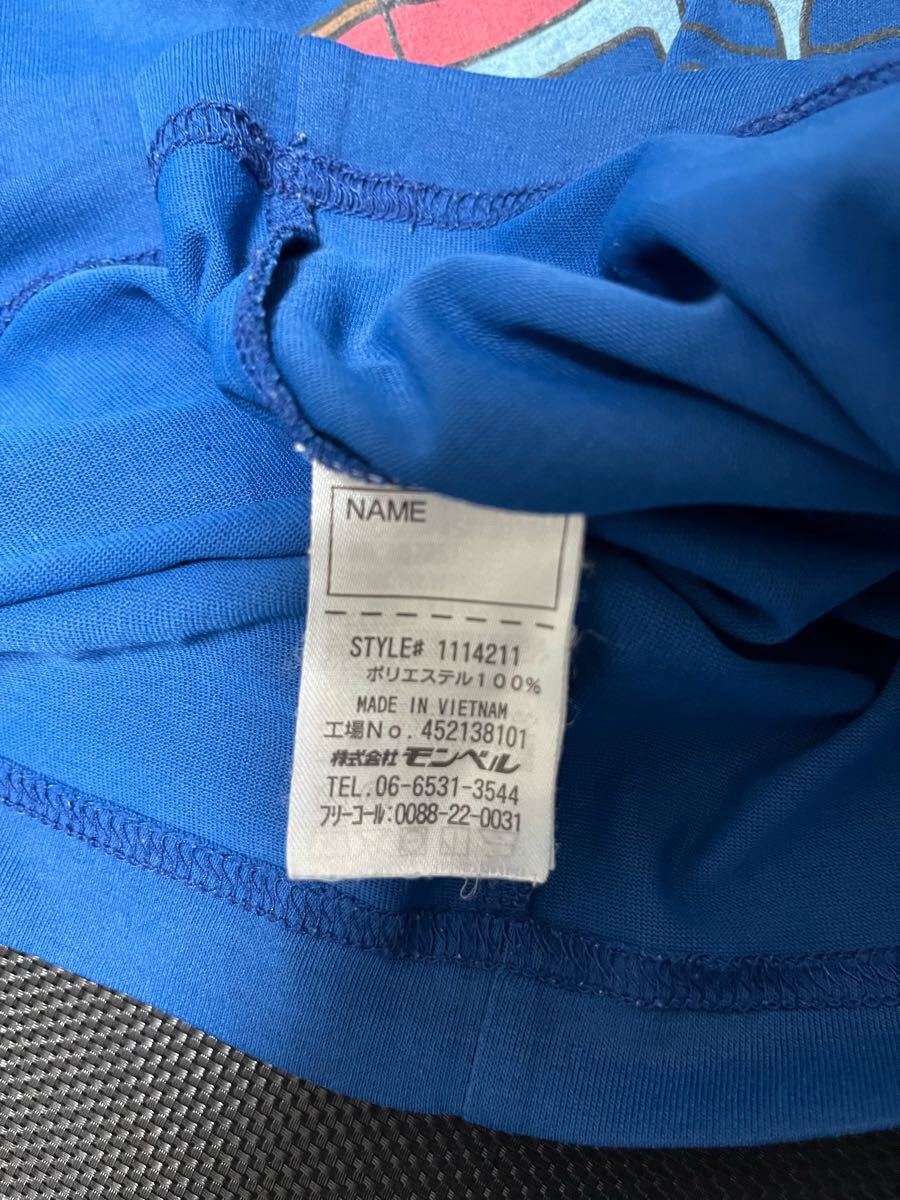 NAME
STYLE# 1114211
ポリエステル100%
MADE IN VIETNAM
工場No. 452138101
株式会社モンベル
TEL.06-6531-3544
フリーコール:0088-22-0031